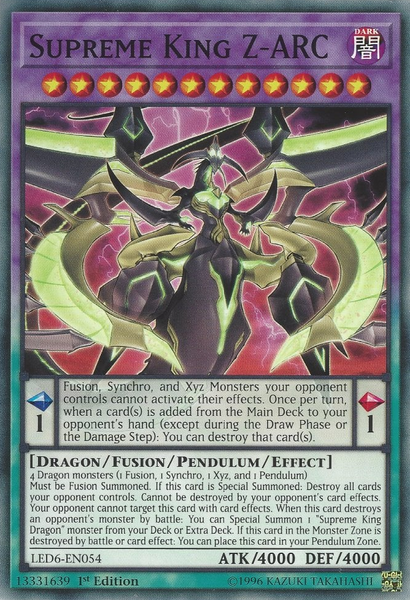 SUPREME KING Z-ARC
DARK
闇
Fusion, Synchro, and Xyz Monsters your opponent
controls cannot activate their effects. Once per turn,
when a card(s) is added from the Main Deck to your
opponent's hand (except during the Draw Phase or
the Damage Step): You can destroy that card(s).
1
1
[DRAGON/FUSION/PENDULUM/EFFECT]
4 Dragon monsters (1 Fusion, 1 Synchro, 1 Xyz, and 1 Pendulum)
Must be Fusion Summoned. If this card is Special Summoned: Destroy all cards
your opponent controls. Cannot be destroyed by your opponent's card effects.
Your opponent cannot target this card with card effects. When this card destroys
an opponent's monster by battle: You can Special Summon 1 "Supreme King
Dragon" monster from your Deck or Extra Deck. If this card in the Monster Zone is
destroyed by battle or card effect: You can place this card in your Pendulum Zone.
LED6-EN054
ATK/4000 DEF/4000
13331639
1st Edition
©1996 KAZUKI TAKAHASHI